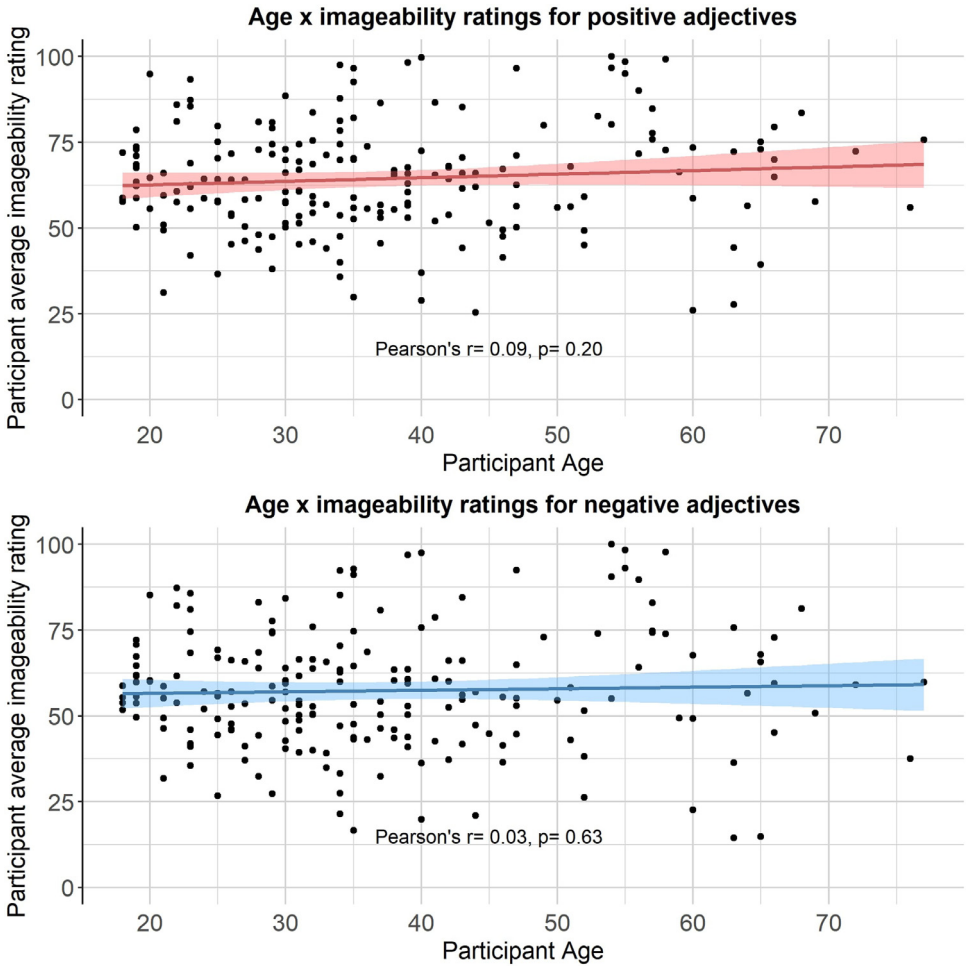 Age x imageability ratings for positive adjectives
Participant average imageability rating
100
75
50
25
0
Pearson's r= 0.09, p= 0.20
20 30 40 50 60 70
Participant Age
Age x imageability ratings for negative adjectives
Participant average imageability rating
100
75
50
25
0
Pearson's r= 0.03, p= 0.63
20 30 40 50 60 70
Participant Age